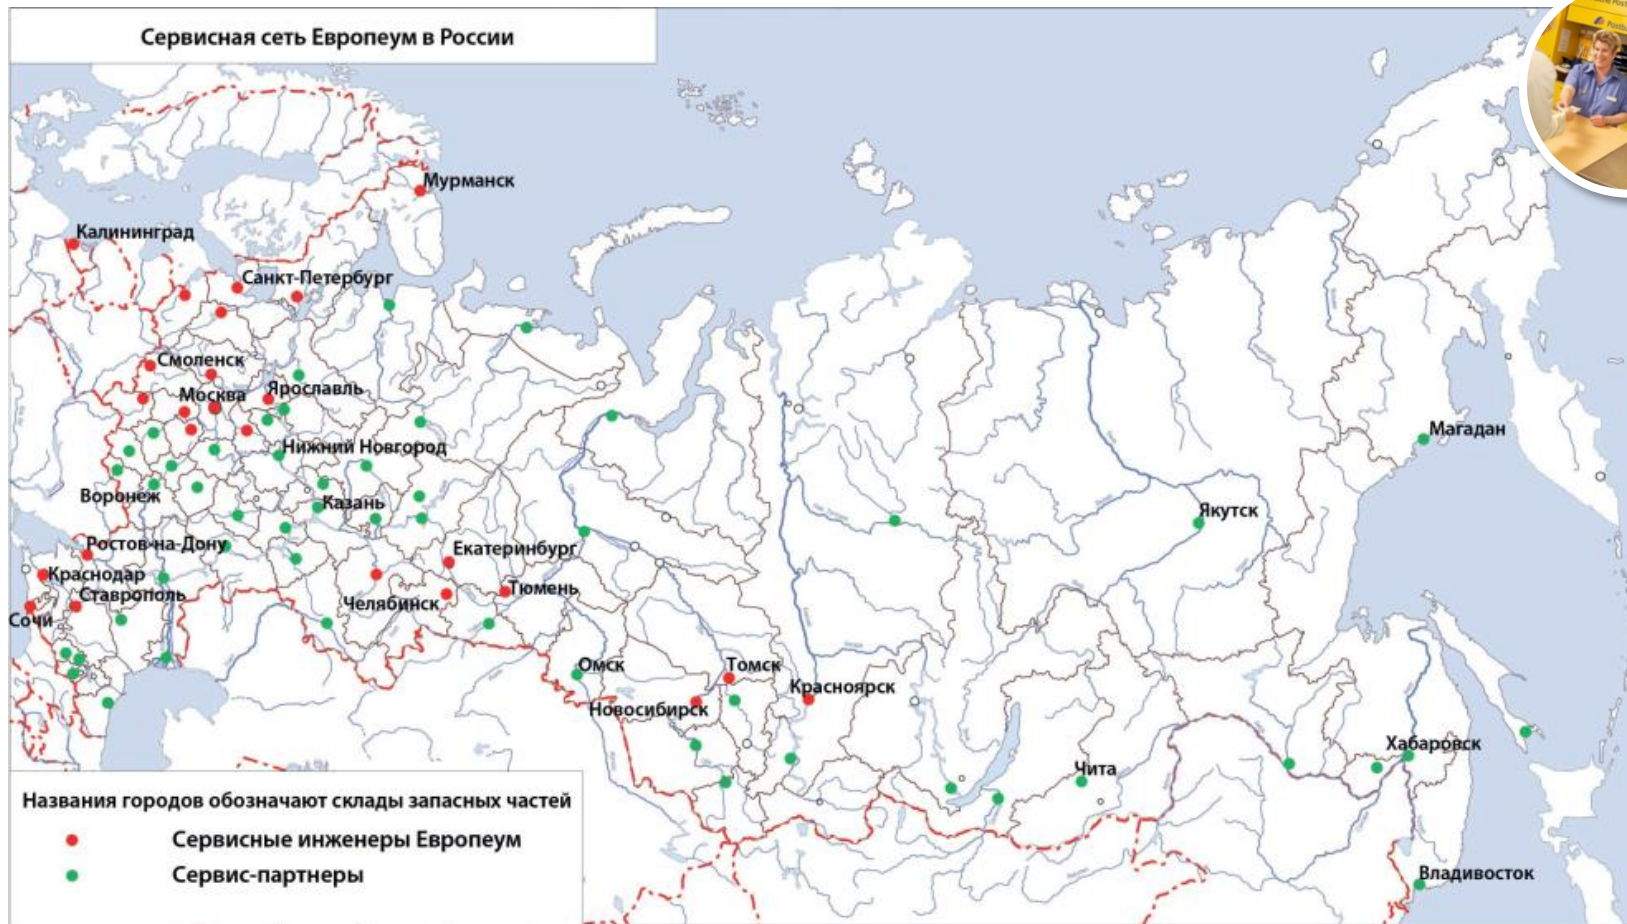 Сервисная сеть Европеум в России
Мурманск
Калининград
Санкт-Петербург
Смоленск
Ярославль
Москва
Магадан
Нижний Новгород
Воронеж
Казань
Якутск
Ростов-на-Дону
Екатеринбург
Краснодар
Тюмень
Ставрополь
Челябинск
Сочи
Омск
Томск
Красноярск
Новосибирск
Хабаровск
Чита
Названия городов обозначают склады запасных частей
Сервисные инженеры Европеум
Сервис-партнеры
Владивосток